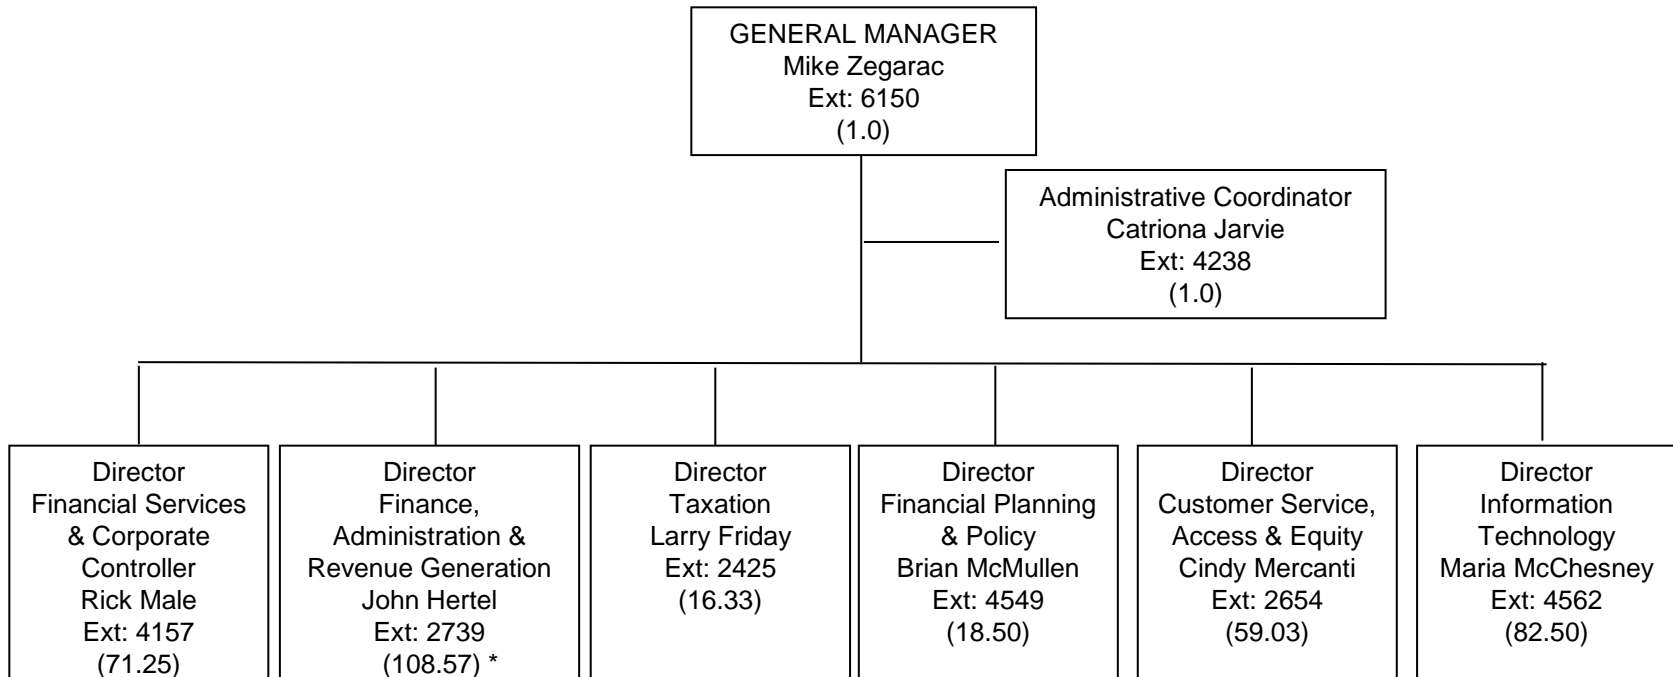 GENERAL MANAGER
Mike Zegarac
Ext: 6150
(1.0)
Administrative Coordinator
Catriona Jarvie
Ext: 4238
(1.0)
Director
Financial Services
& Corporate
Controller
Rick Male
Ext: 4157
(71.25)
Director
Finance,
Administration &
Revenue Generation
John Hertel
Ext: 2739
(108.57) *
Director
Taxation
Larry Friday
Ext: 2425
(16.33)
Director
Financial Planning
& Policy
Brian McMullen
Ext: 4549
(18.50)
Director
Customer Service,
Access & Equity
Cindy Mercanti
Ext: 2654
(59.03)
Director
Information
Technology
Maria McChesney
Ext: 4562
(82.50)